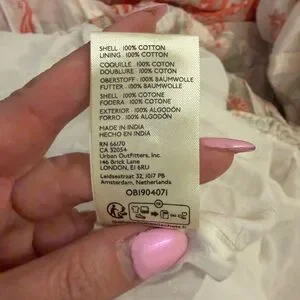 SHELL : 100% COTTON
LINING : 100% COTTON
COQUILLE : 100% COTON
DOUBLURE : 100% COTON
OBERSTOFF : 100% BAUMWOLLE
FUTTER : 100% BAUMWOLLE
SHELL : 100% COTONE
FODERA : 100% COTONE
EXTERIOR : 100% ALGODÓN
FORRO : 100% ALGODÓN
MADE IN INDIA
HECHO EN INDIA
RN 66170
CA 32054
Urban Outfitters, Inc.
146 Brick Lane
LONDON, E1 6RU
Leidsestraat 32, 1017 PB
Amsterdam, Netherlands
OB1904071